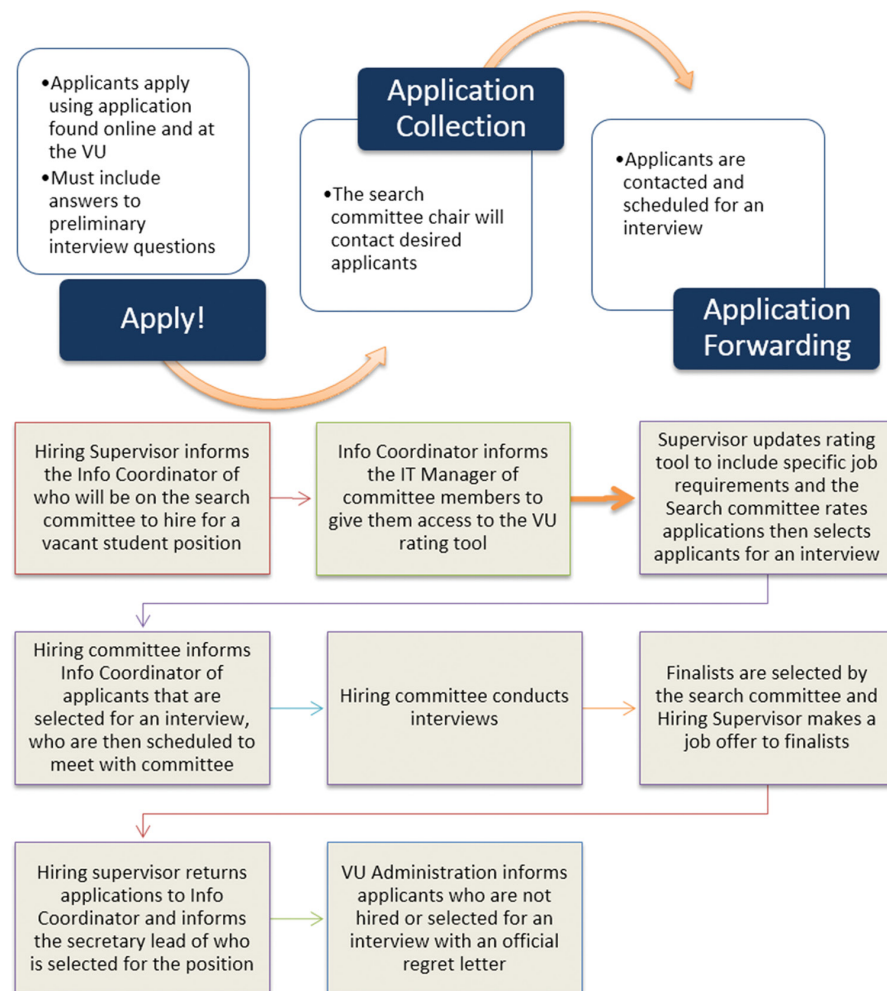 •Applicants apply
using application
found online and at
the VU
•Must include
answers to
preliminary
interview questions
Apply!
Application
Collection
•The search
committee chair will
contact desired
applicants
•Applicants are
contacted and
scheduled for an
interview
Application
Forwarding
Hiring Supervisor informs
the Info Coordinator of
who will be on the search
committee to hire for a
vacant student position
Info Coordinator informs
the IT Manager of
committee members to
give them access to the VU
rating tool
Supervisor updates rating
tool to include specific job
requirements and the
Search committee rates
applications then selects
applicants for an interview
Hiring committee informs
Info Coordinator of
applicants that are
selected for an interview,
who are then scheduled to
meet with committee
Hiring committee conducts
interviews
Finalists are selected by
the search committee and
Hiring Supervisor makes a
job offer to finalists
Hiring supervisor returns
applications to Info
Coordinator and informs
the secretary lead of who
is selected for the position
VU Administration informs
applicants who are not
hired or selected for an
interview with an official
regret letter